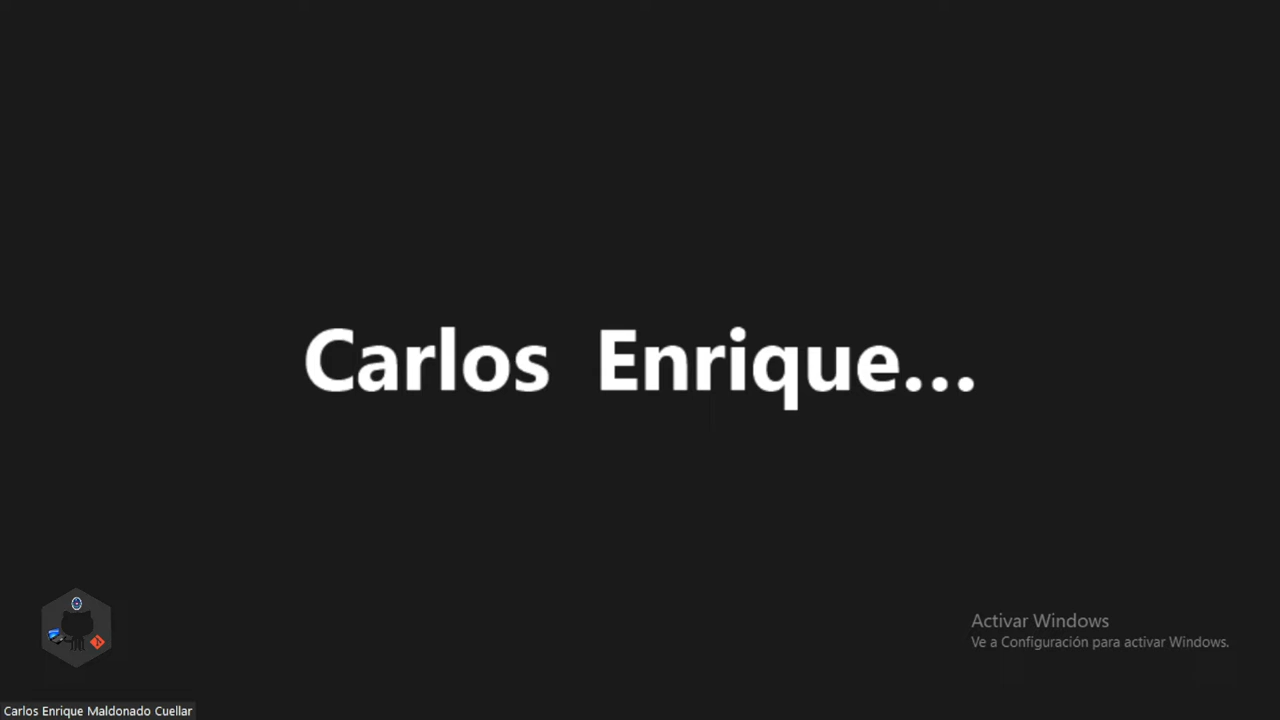 Carlos Enrique...
Activar Windows
Ve a Configuración para activar Windows.
Carlos Enrique Maldonado Cuellar